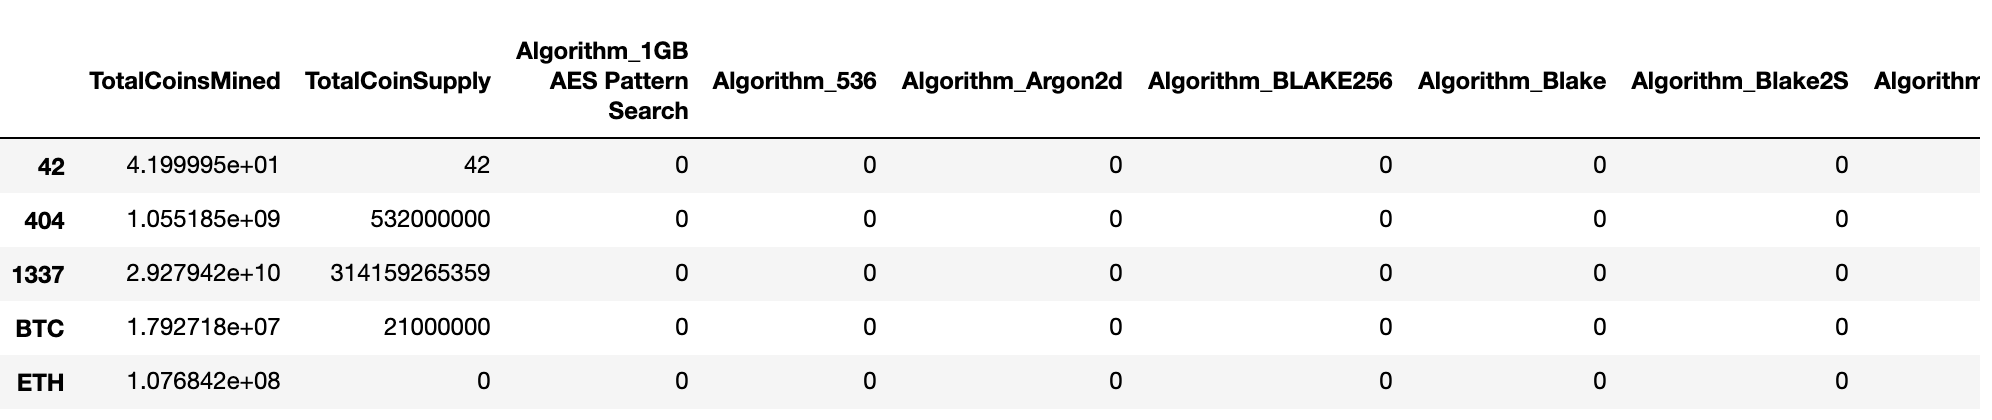 Algorithm_1GB
TotalCoinsMined TotalCoinSupply AES Pattern Algorithm_536 Algorithm_Argon2d Algorithm_BLAKE256 Algorithm_Blake Algorithm_Blake2S Algorithm
Search
42 4.199995e+01 42 0 0 0 0 0 0
404 1.055185e+09 532000000 0 0 0 0 0 0
1337 2.927942e+10 314159265359 0 0 0 0 0 0
BTC 1.792718e+07 21000000 0 0 0 0 0 0
ETH 1.076842e+08 0 0 0 0 0 0 0